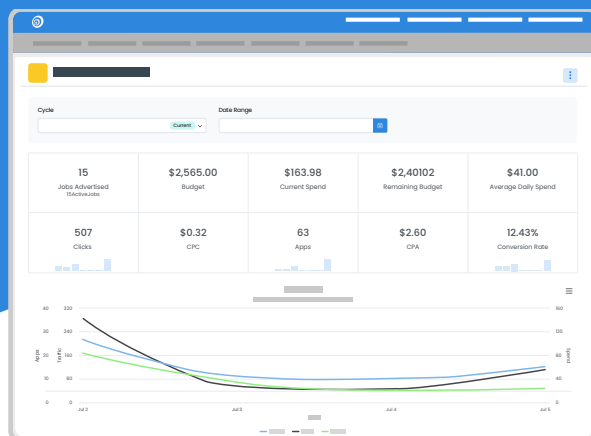 Cycle Date Range
Current
15 $2,565.00 $163.98 $2,40102 $41.00
Jobs Advertised Budget Current Spend Remaining Budget Average Daily Spend
15ActiveJobs
507 $0.32 63 $2.60 12.43%
Clicks CPC Apps CPA Conversion Rate
40 320 160
30 240 120
20 160 80
10 80 40
0 0 0
Apps Traffic Spend
Jul 2 Jul 3 Jul 4 Jul 5